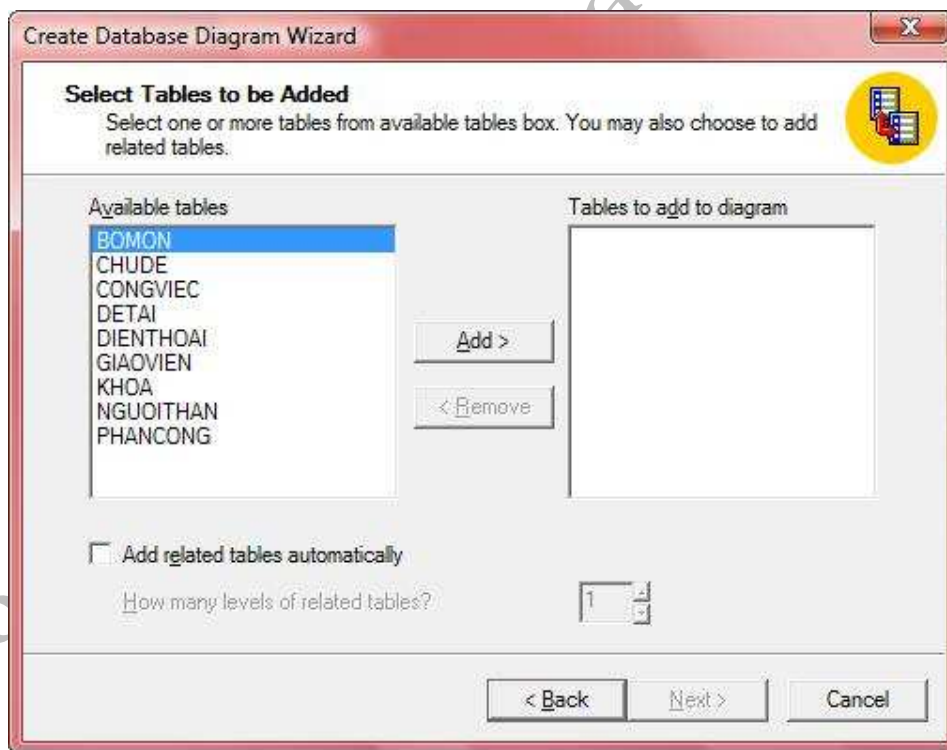 Create Database Diagram Wizard
X
Select Tables to be Added
Select one or more tables from available tables box. You may also choose to add
related tables.
Available tables
BOMON
CHUDE
CONGVIEC
DETAI
DIENTHOAI
GIAOVIEN
KHOA
NGUOITHAN
PHANCONG
Add >
< Remove
Tables to add to diagram
Add related tables automatically
How many levels of related tables?
1
< Back
Next >
Cancel